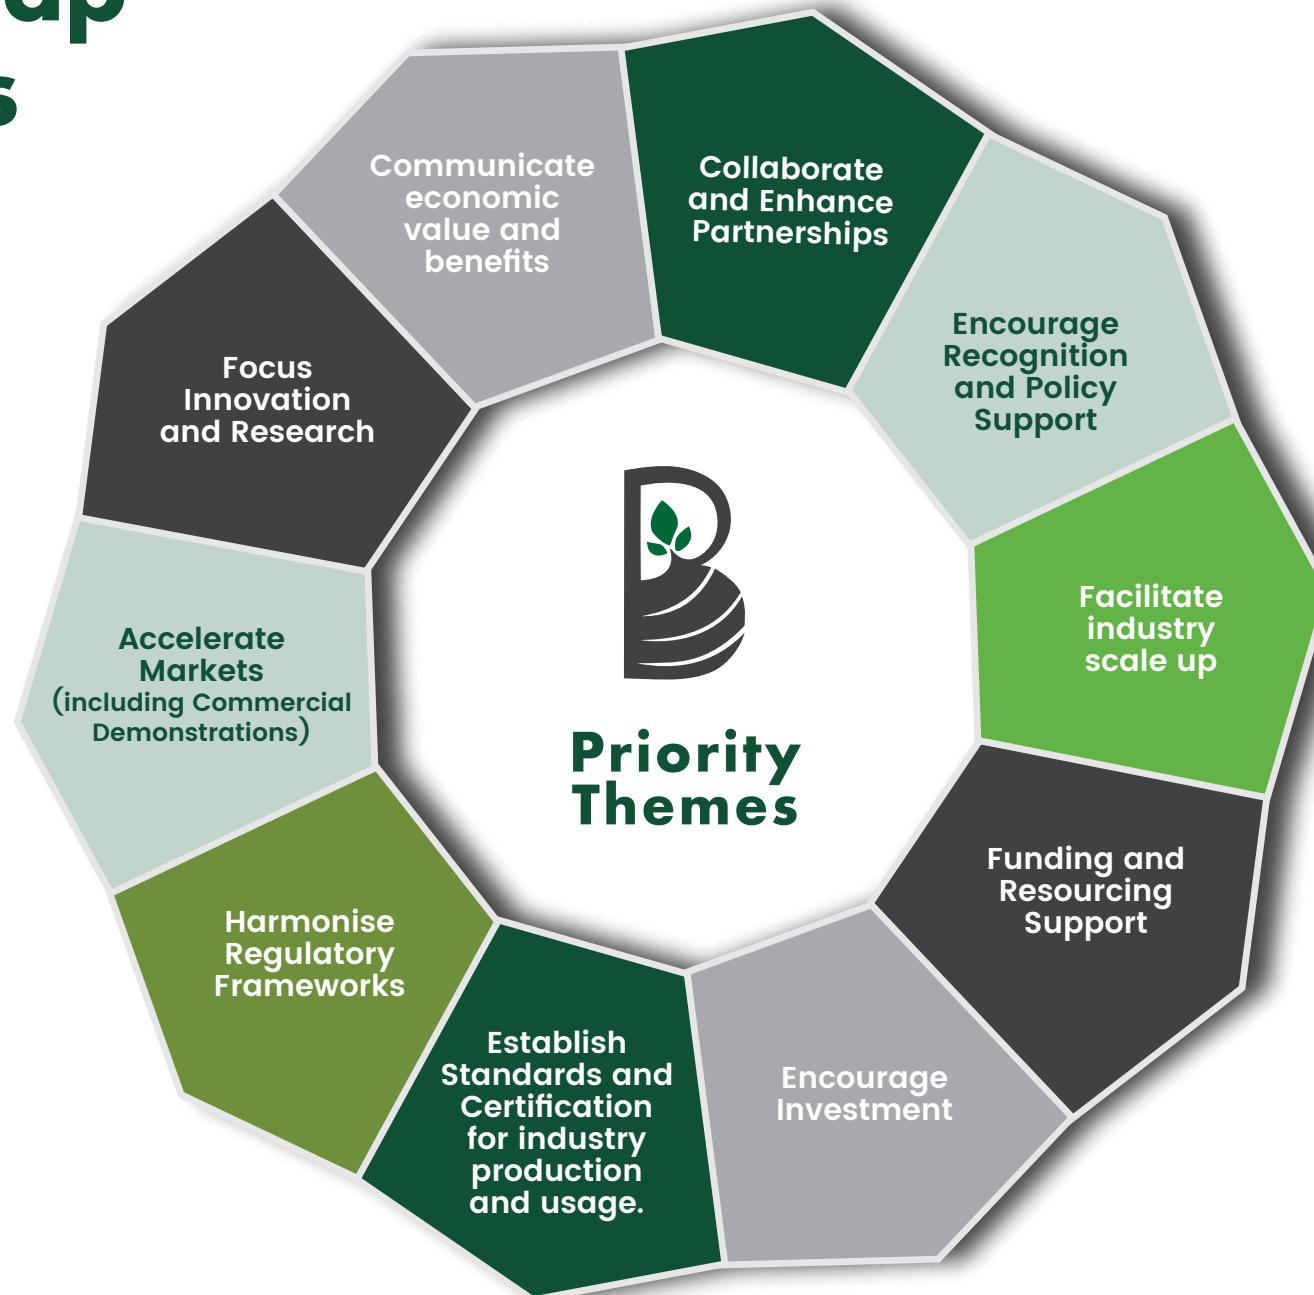 Collaborate
and Enhance
Partnerships
Encourage
Recognition
and Policy
Support
Facilitate
industry
scale up
Funding and
Resourcing
Support
Encourage
Investment
Establish
Standards and
Certification
for industry
production
and usage.
Harmonise
Regulatory
Frameworks
Accelerate
Markets
(including Commercial
Demonstrations)
Focus
Innovation
and Research
Communicate
economic
value and
benefits
Priority
Themes